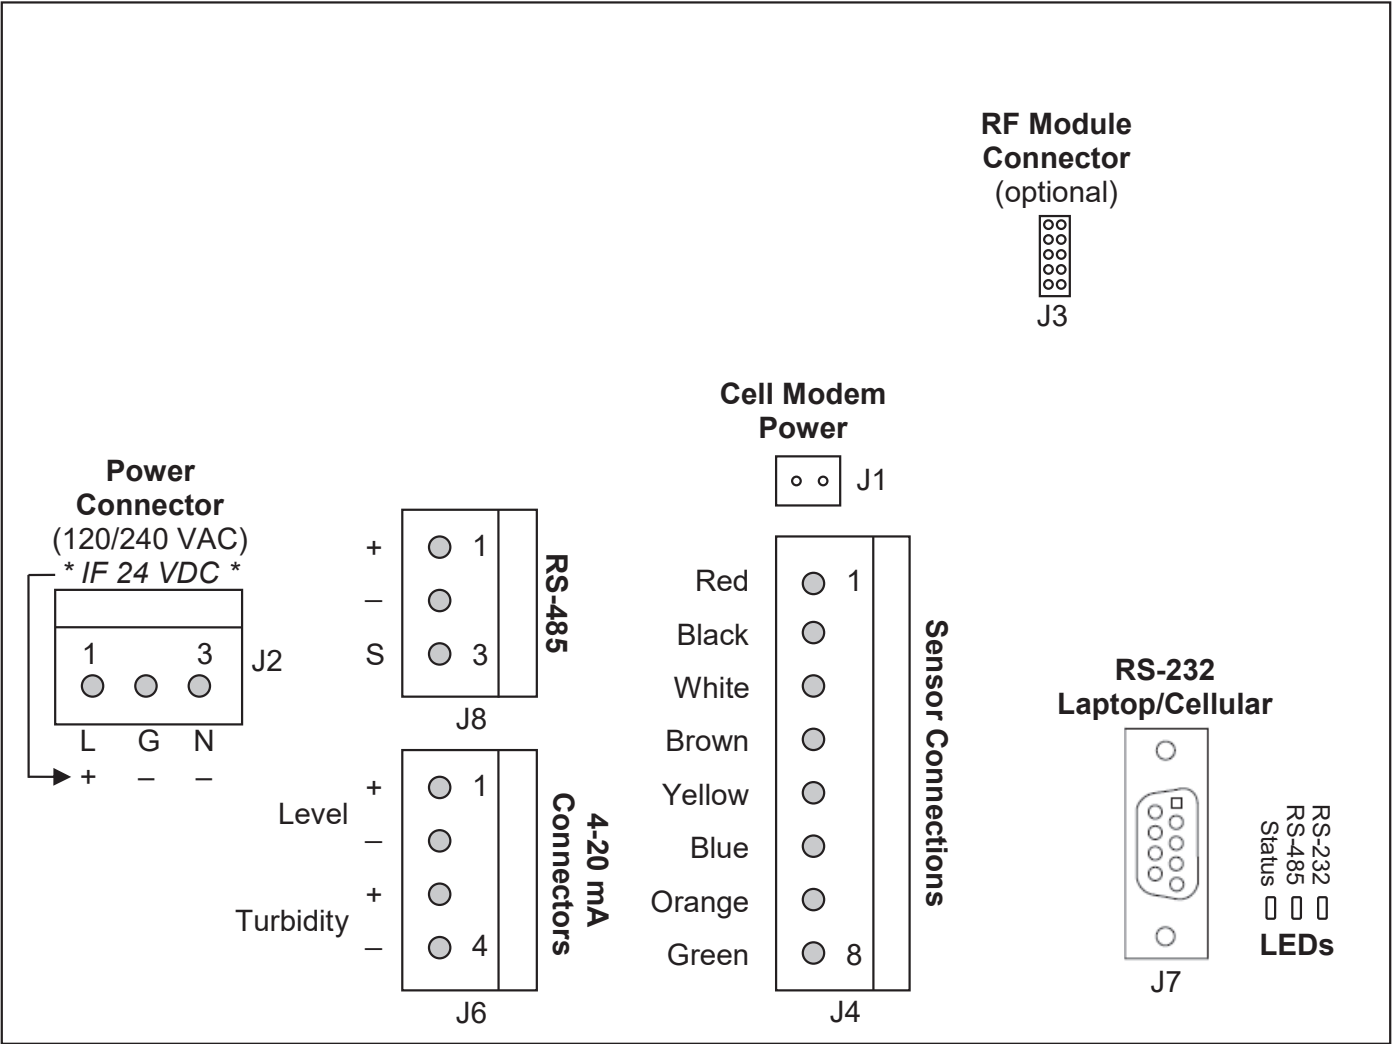 RF Module
Connector
(optional)
J3
Cell Modem
Power
J1
Power
Connector
(120/240 VAC)
* IF 24 VDC *
1 3
J2
L G N
+ – –
+ 1
–
S 3
RS-485
J8
Level
+ 1
–
Turbidity
+
– 4
4-20 mA
Connectors
J6
Red 1
Black
White
Brown
Yellow
Blue
Orange
Green 8
Sensor Connections
J4
RS-232
Laptop/Cellular
J7
RS-232
RS-485
Status
LEDs